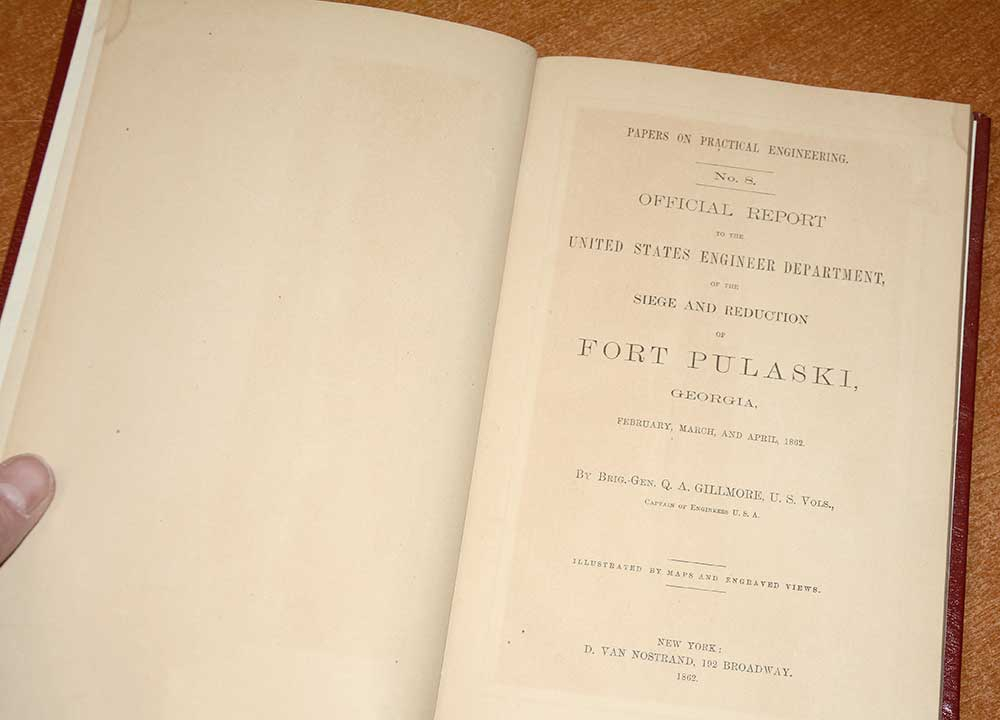 PAPERS ON PRACTICAL ENGINEERING.
No. 8.
OFFICIAL REPORT
TO THE
UNITED STATES ENGINEER DEPARTMENT,
OF THE
SIEGE AND REDUCTION
OF
FORT PULASKI,
GEORGIA,
FEBRUARY, MARCH, AND APRIL, 1862.
BY BRIG.-GEN. Q. A. GILLMORE, U. S. VOLS.,
CAPTAIN OF ENGINEERS U. S. A.
ILLUSTRATED BY MAPS AND ENGRAVED VIEWS.
NEW YORK:
D. VAN NOSTRAND, 192 BROADWAY.
1862.